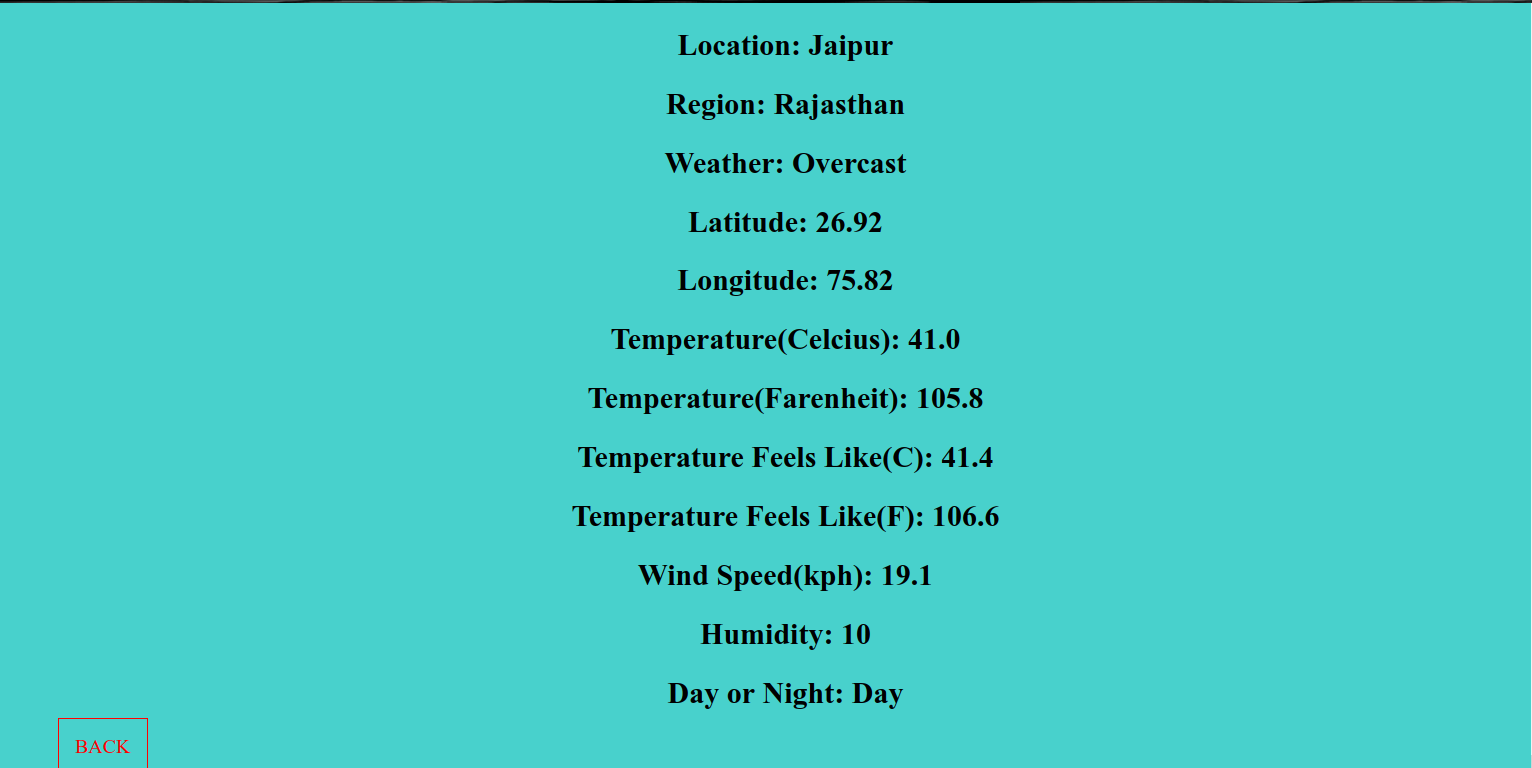 Location: Jaipur
Region: Rajasthan
Weather: Overcast
Latitude: 26.92
Longitude: 75.82
Temperature(Celcius): 41.0
Temperature(Farenheit): 105.8
Temperature Feels Like(C): 41.4
Temperature Feels Like(F): 106.6
Wind Speed(kph): 19.1
Humidity: 10
Day or Night: Day
BACK